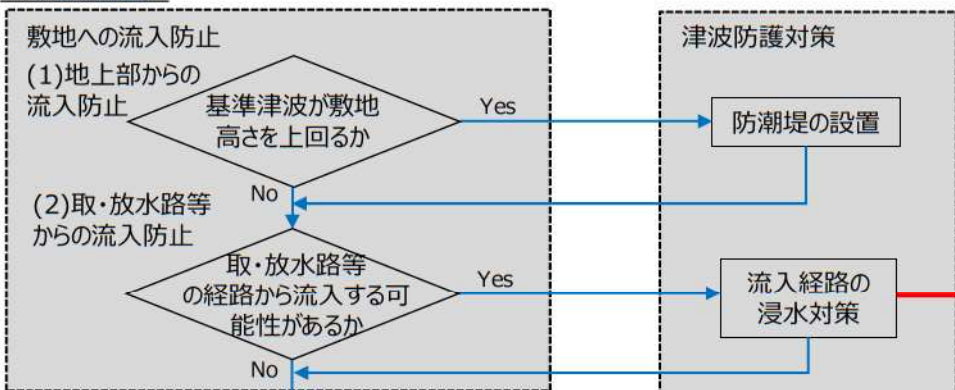 敷地への流入防止
(1)地上部からの
流入防止
基準津波が敷地
高さを上回るか
Yes
No
(2)取・放水路等
からの流入防止
取・放水路等
の経路から流入する可
能性があるか
Yes
No
津波防護対策
防潮堤の設置
流入経路の
浸水対策